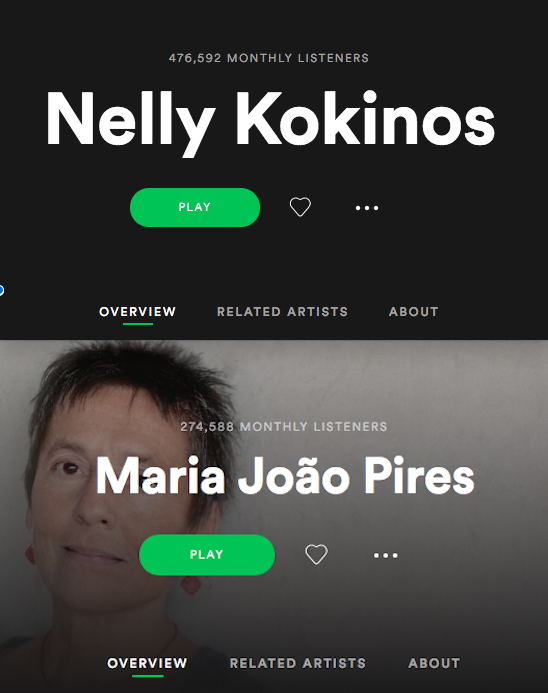 476,592 MONTHLY LISTENERS
Nelly Kokinos
PLAY
OVERVIEW RELATED ARTISTS ABOUT
274,588 MONTHLY LISTENERS
Maria João Pires
PLAY
OVERVIEW RELATED ARTISTS ABOUT